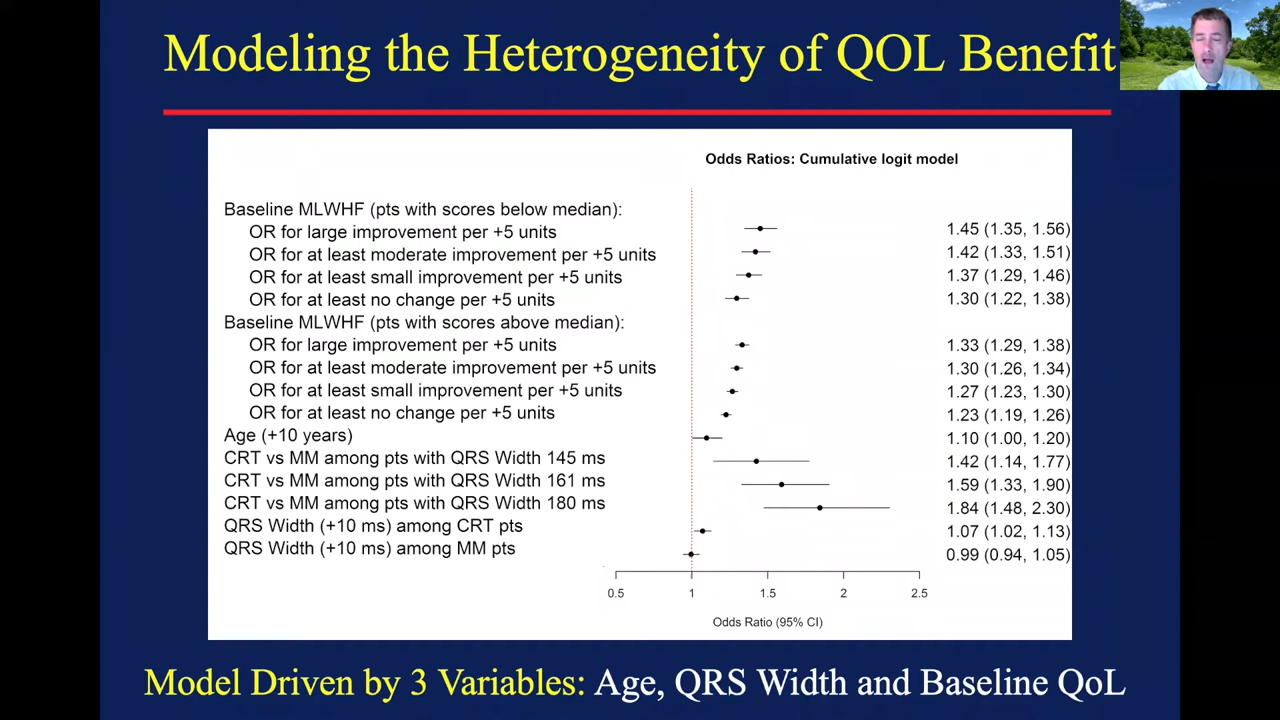 Modeling the Heterogeneity of QOL Benefit
Odds Ratios: Cumulative logit model
Baseline MLWHF (pts with scores below median):
OR for large improvement per +5 units 1.45 (1.35, 1.56)
OR for at least moderate improvement per +5 units 1.42 (1.33, 1.51)
OR for at least small improvement per +5 units 1.37 (1.29, 1.46)
OR for at least no change per +5 units 1.30 (1.22, 1.38)
Baseline MLWHF (pts with scores above median):
OR for large improvement per +5 units 1.33 (1.29, 1.38)
OR for at least moderate improvement per +5 units 1.30 (1.26, 1.34)
OR for at least small improvement per +5 units 1.27 (1.23, 1.30)
OR for at least no change per +5 units 1.23 (1.19, 1.26)
Age (+10 years) 1.10 (1.00, 1.20)
CRT vs MM among pts with QRS Width 145 ms 1.42 (1.14, 1.77)
CRT vs MM among pts with QRS Width 161 ms 1.59 (1.33, 1.90)
CRT vs MM among pts with QRS Width 180 ms 1.84 (1.48, 2.30)
QRS Width (+10 ms) among CRT pts 1.07 (1.02, 1.13)
QRS Width (+10 ms) among MM pts 0.99 (0.94, 1.05)
0.5 1 1.5 2 2.5
Odds Ratio (95% CI)
Model Driven by 3 Variables: Age, QRS Width and Baseline QoL